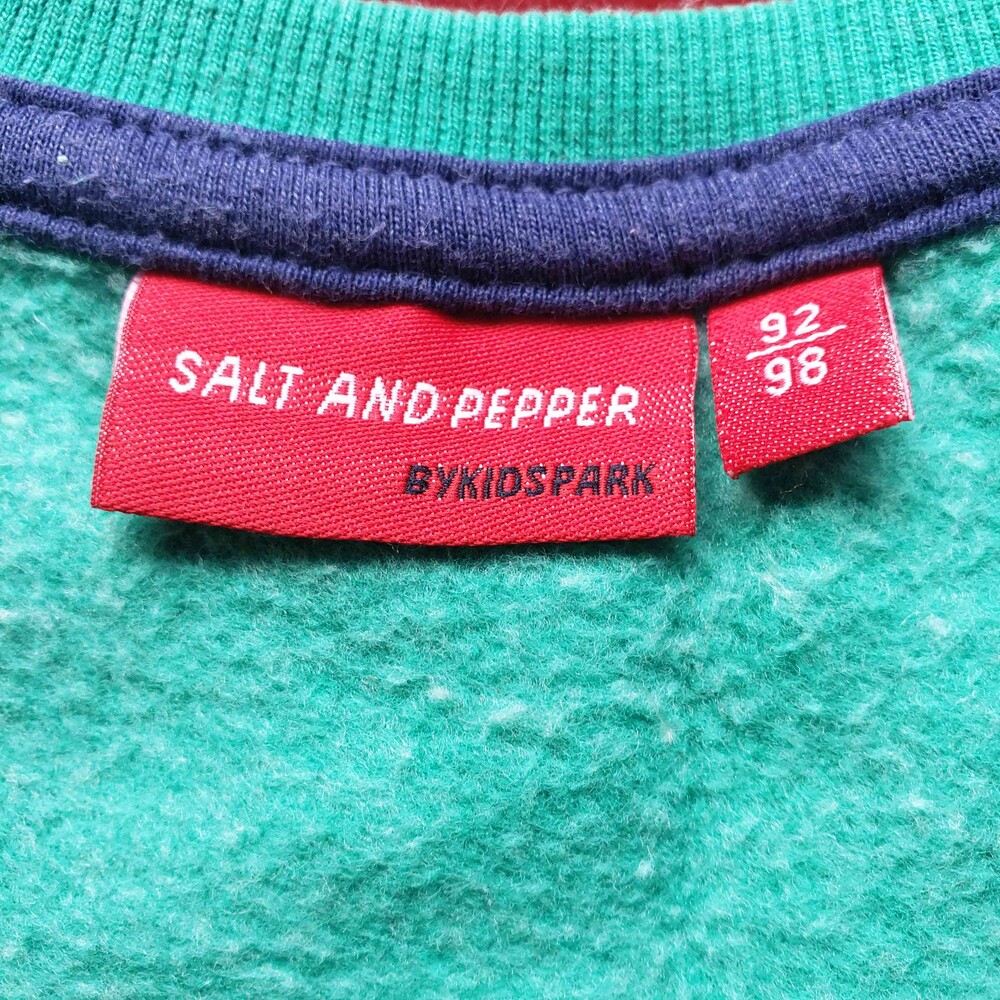 SALT AND PEPPER
BYKIDSPARK
92
98